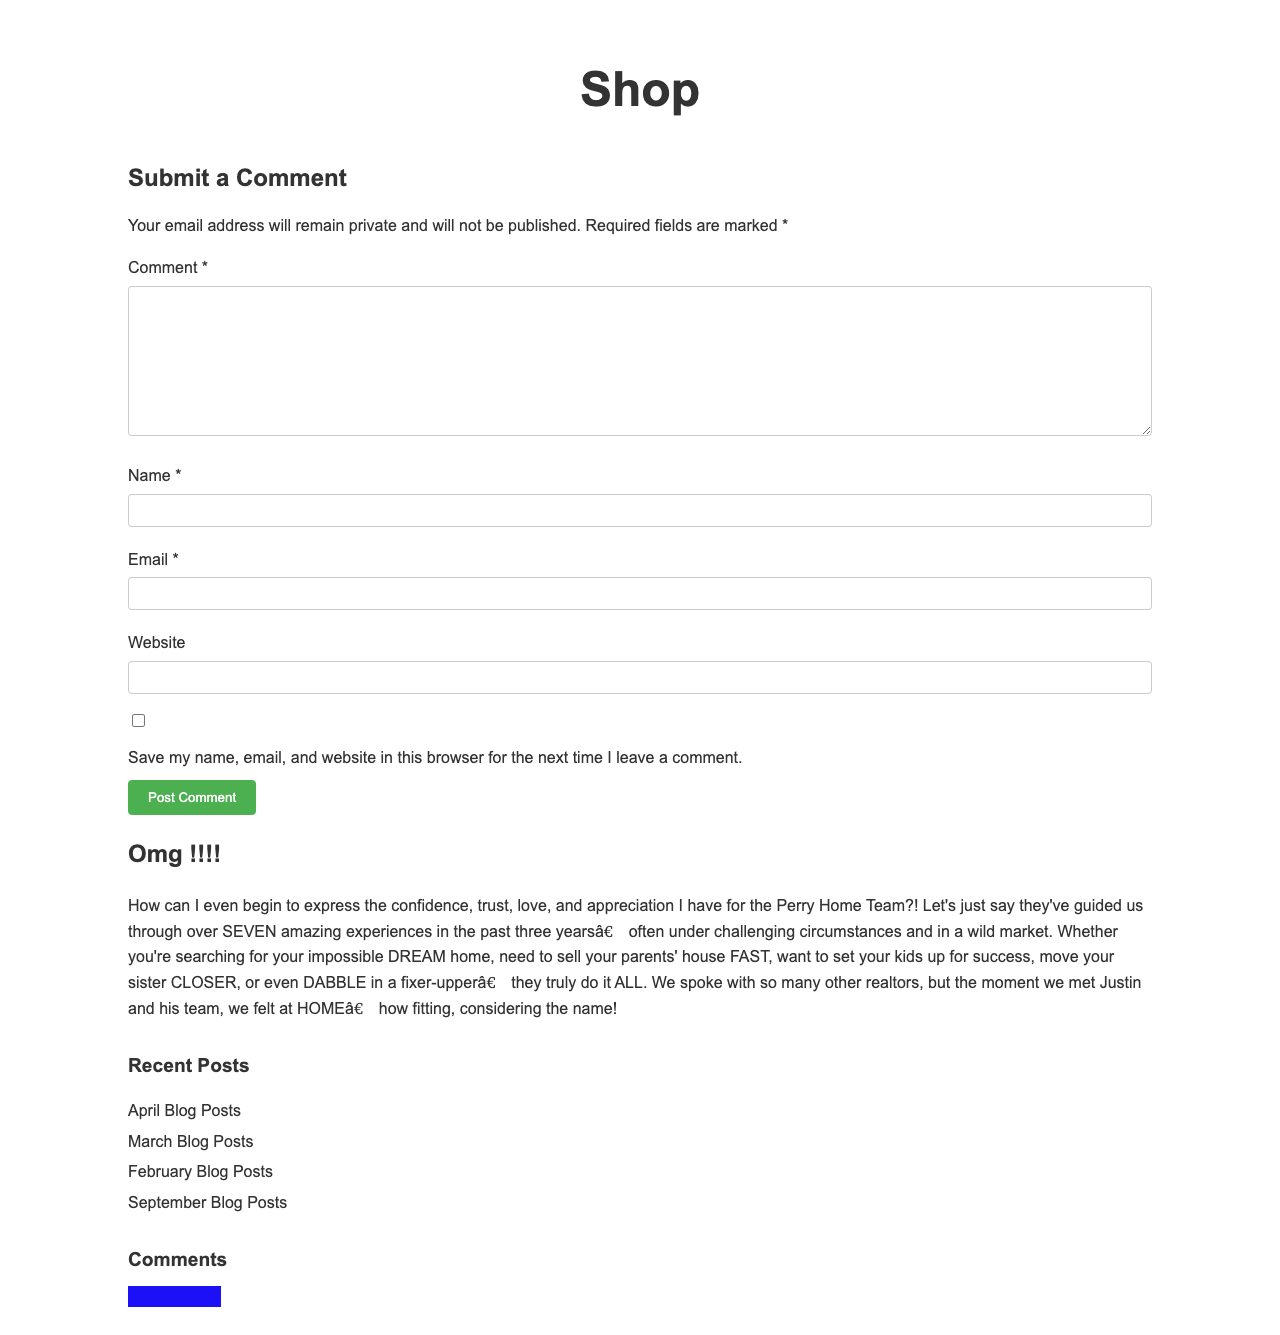 Shop
Submit a Comment
Your email address will remain private and will not be published. Required fields are marked *
Comment *
Name *
Email *
Website
Save my name, email, and website in this browser for the next time I leave a comment.
Post Comment
Omg !!!!
How can I even begin to express the confidence, trust, love, and appreciation I have for the Perry Home Team?! Let's just say they've guided us
through over SEVEN amazing experiences in the past three yearsâ€ often under challenging circumstances and in a wild market. Whether
you're searching for your impossible DREAM home, need to sell your parents' house FAST, want to set your kids up for success, move your
sister CLOSER, or even DABBLE in a fixer-upperâ€ they truly do it ALL. We spoke with so many other realtors, but the moment we met Justin
and his team, we felt at HOMEâ€ how fitting, considering the name!
Recent Posts
April Blog Posts
March Blog Posts
February Blog Posts
September Blog Posts
Comments